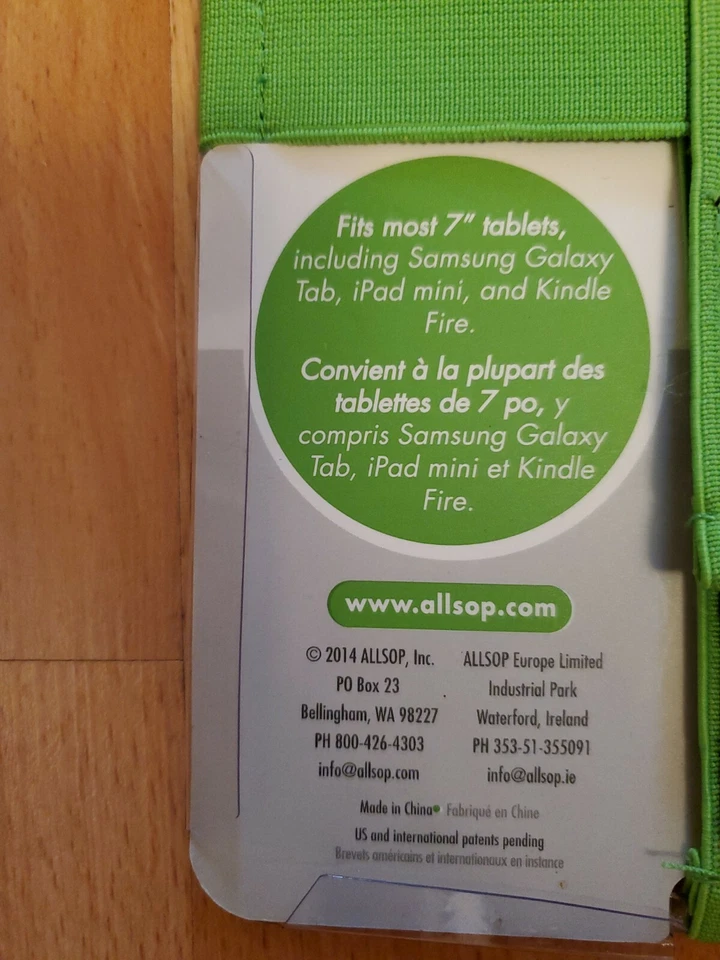 Fits most 7” tablets,
including Samsung Galaxy
Tab, iPad mini, and Kindle
Fire.
Convient à la plupart des
tablettes de 7 po, y
compris Samsung Galaxy
Tab, iPad mini et Kindle
Fire.
www.allsop.com
© 2014 ALLSOP, Inc.
PO Box 23
Bellingham, WA 98227
PH 800-426-4303
info@allsop.com
ALLSOP Europe Limited
Industrial Park
Waterford, Ireland
PH 353-51-355091
info@allsop.ie
Made in China• Fabriqué en Chine
US and international patents pending
Brevets américains et internationaux en instance